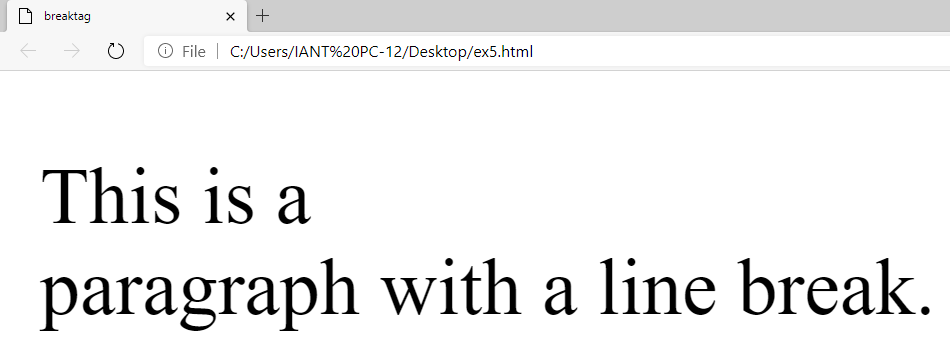 breaktag
File C:/Users/IANT%20PC-12/Desktop/ex5.html
This is a
paragraph with a line break.